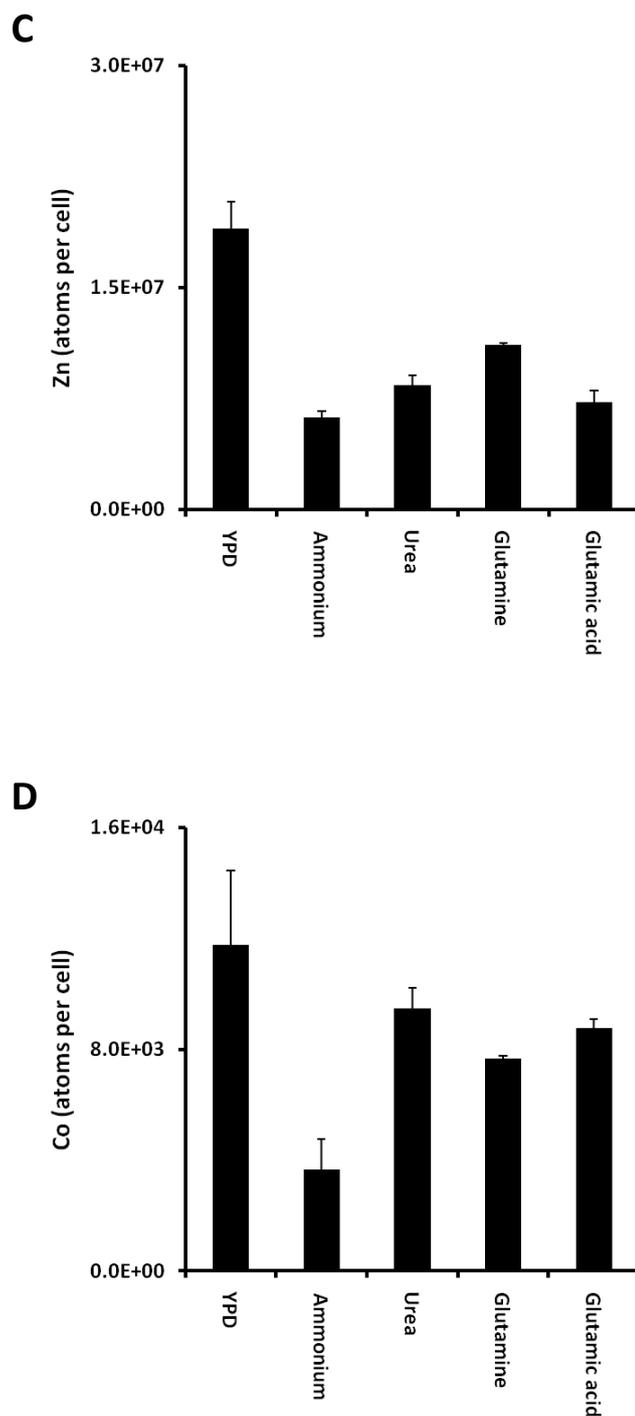 C
3.0E+07
1.5E+07
0.0E+00
Zn (atoms per cell)
YPD
Ammonium
Urea
Glutamine
Glutamic acid
D
1.6E+04
8.0E+03
0.0E+00
Co (atoms per cell)
YPD
Ammonium
Urea
Glutamine
Glutamic acid